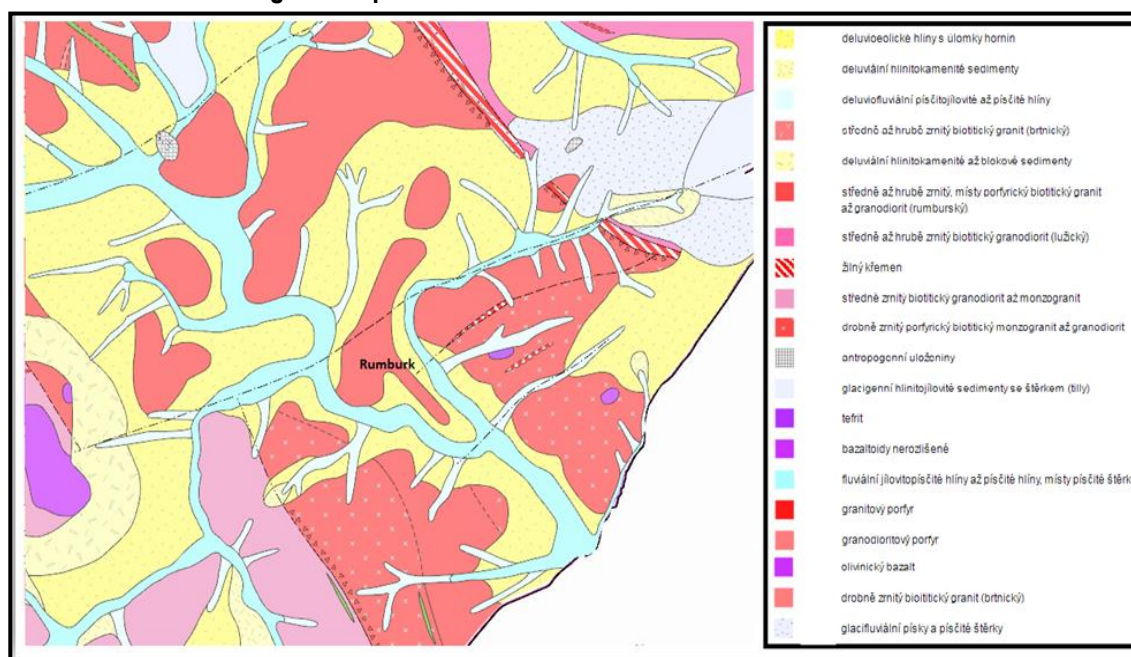 Rumburk
deluvioeolické hlíny s úlomky hornin
deluviální hlinitokamenité sedimenty
deluviofluviální písčitojílovité až písčité hlíny
středně až hrubě zrnitý biotitický granit (brtnický)
deluviální hlinitokamenité až blokové sedimenty
středně až hrubě zrnitý, místy porfyrický biotitický granit
až granodiorit (rumburský)
středně až hrubě zrnitý biotitický granodiorit (lužický)
žilný křemen
středně zrnitý biotitický granodiorit až monzogranit
drobně zrnitý porfyrický biotitický monzogranit až granodiorit
antropogenní uloženiny
glacigenní hlinitojílovité sedimenty se štěrkem (tilly)
tefrit
bazaltoidy nerozlišené
fluviální jílovitopísčité hlíny až písčité hlíny, místy písčité štěrk
granitový porfyr
granodioritový porfyr
olivinický bazalt
drobně zrnitý bioititický granit (brtnický)
glacifluviální písky a písčité štěrky